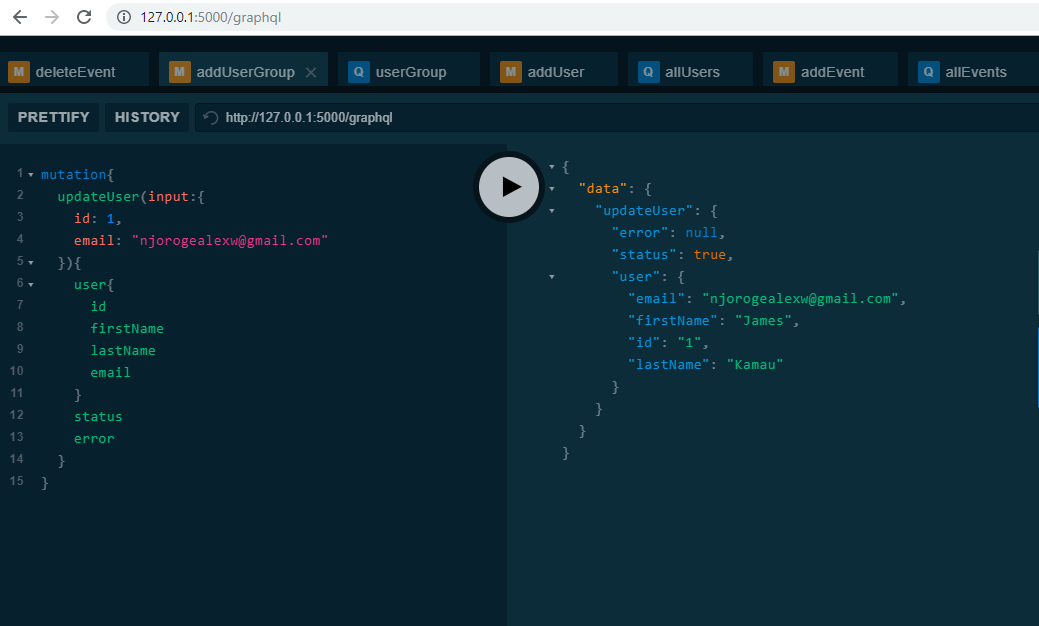 127.0.0.1:5000/graphql
M deleteEvent M addUserGroup Q userGroup M addUser Q allUsers M addEvent Q allEvents
PRETTIFY HISTORY http://127.0.0.1:5000/graphql
1 mutation{
2 updateUser(input:{
3 id: 1,
4 email: "njorogealexw@gmail.com"
5 }){
6 user{
7 id
8 firstName
9 lastName
10 email
11 }
12 status
13 error
14 }
15 }
{
"data": {
"updateUser": {
"error": null,
"status": true,
"user": {
"email": "njorogealexw@gmail.com",
"firstName": "James",
"id": "1",
"lastName": "Kamau"
}
}
}
}